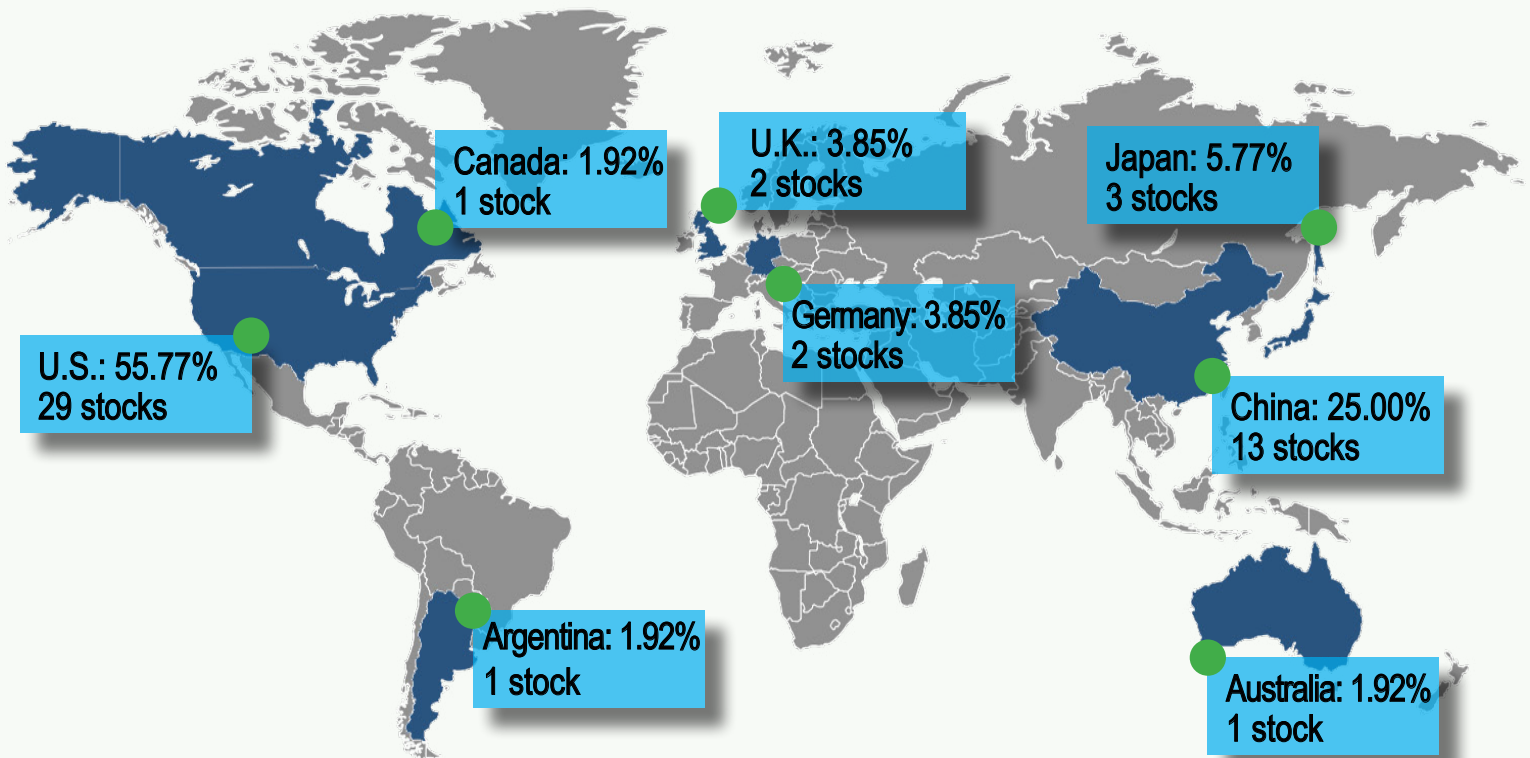 Canada: 1.92%
1 stock
U.K.: 3.85%
2 stocks
Japan: 5.77%
3 stocks
Germany: 3.85%
2 stocks
U.S.: 55.77%
29 stocks
China: 25.00%
13 stocks
Argentina: 1.92%
1 stock
Australia: 1.92%
1 stock